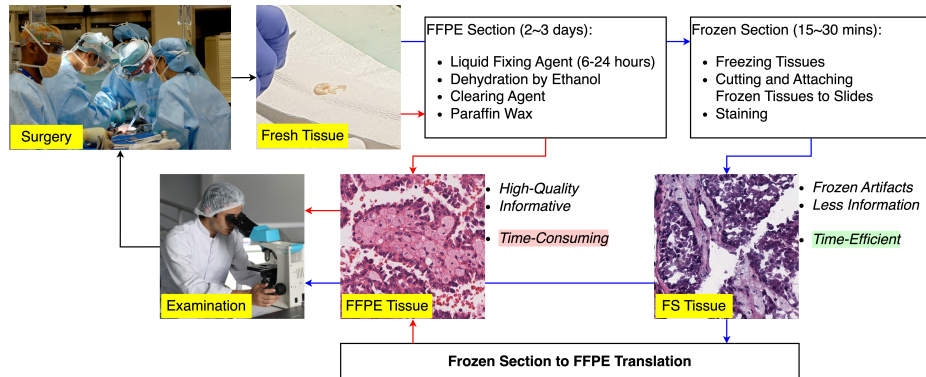 FFPE Section (2~3 days):
• Liquid Fixing Agent (6-24 hours)
• Dehydration by Ethanol
• Clearing Agent
• Paraffin Wax
Frozen Section (15~30 mins):
• Freezing Tissues
• Cutting and Attaching
Frozen Tissues to Slides
• Staining
Surgery
Fresh Tissue
• High-Quality
• Informative
• Time-Consuming
• Frozen Artifacts
• Less Information
• Time-Efficient
Examination
FFPE Tissue
FS Tissue
Frozen Section to FFPE Translation